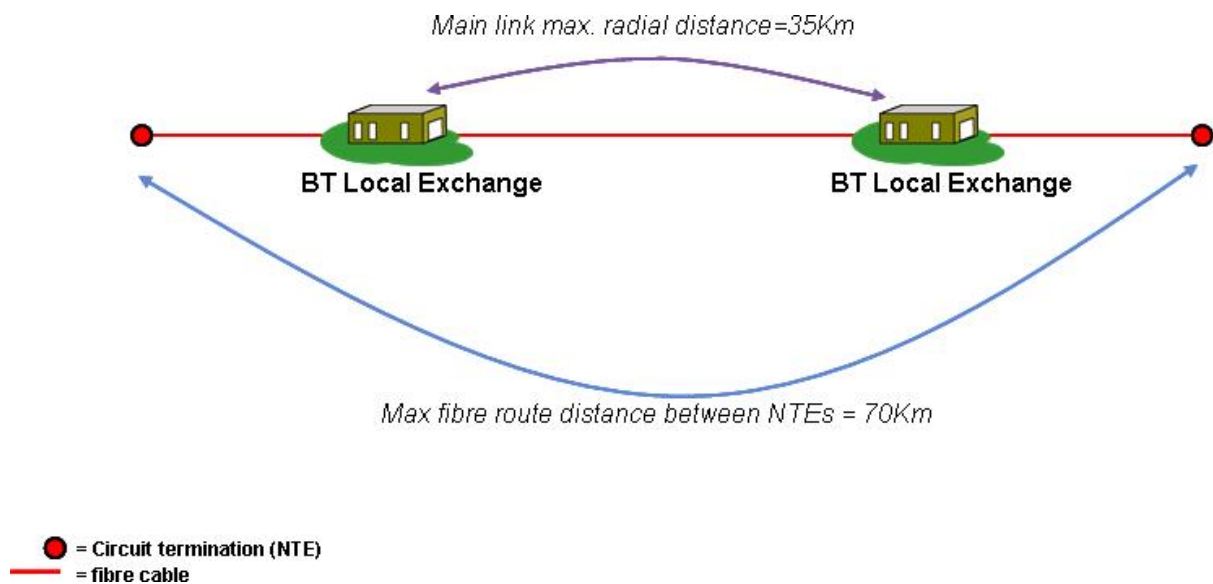 Main link max. radial distance=35Km
BT Local Exchange
BT Local Exchange
Max fibre route distance between NTEs = 70Km
= Circuit termination (NTE)
= fibre cable